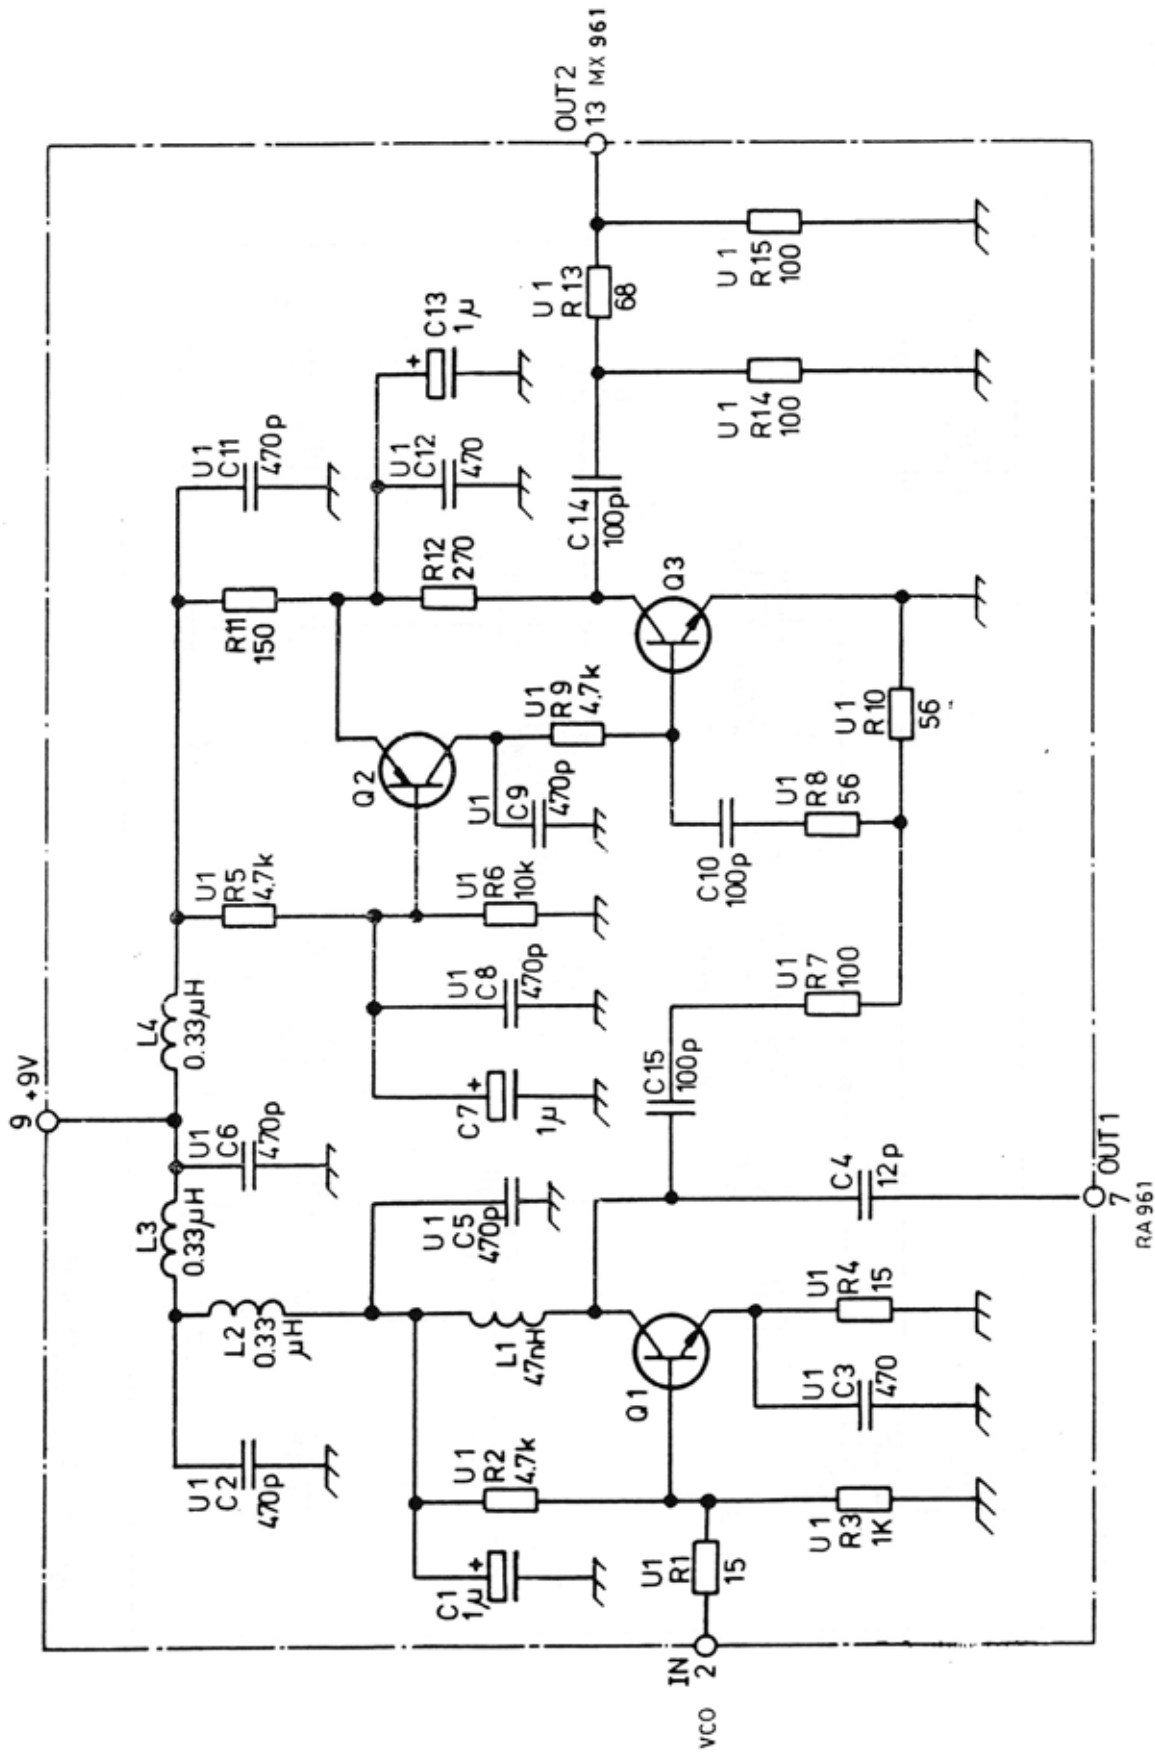 9
+9V
L3
0.33µH
L4
0.33µH
U1
C2
470p
L2
0.33
µH
U1
C6
470p
U1
R5
4.7k
R11
150
U1
C11
470p
C1
1µ
+
U1
R2
4.7k
L1
47nH
U1
C5
470p
C7
+
1µ
U1
C8
470p
U1
R6
10k
Q2
U1
C9
470p
U1
R9
4.7k
R12
270
U1
C12
470
+
C13
1µ
IN
2
VCO
U1
R1
15
Q1
C15
100p
Q3
C14
100p
U1
R13
68
OUT2
13 MX 961
U1
R3
1K
U1
C3
470
U1
R4
15
C4
12p
U1
R7
100
C10
100p
U1
R8
56
U1
R10
56
U1
R14
100
U1
R15
100
7
OUT1
RA961